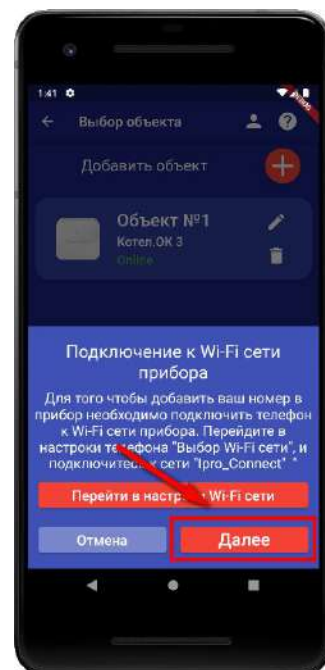 1:41
Выбор объекта
Добавить объект
Объект №1
Котел.ОК 3
Online
Подключение к Wi-Fi сети
прибора
Для того чтобы добавить ваш номер в
прибор необходимо подключить телефон
к Wi-Fi сети прибора. Перейдите в
настройки телефона "Выбор Wi-Fi сети", и
подключитесь к сети "Ipro_Connect"
Перейти в настройки Wi-Fi сети
Отмена
Далее